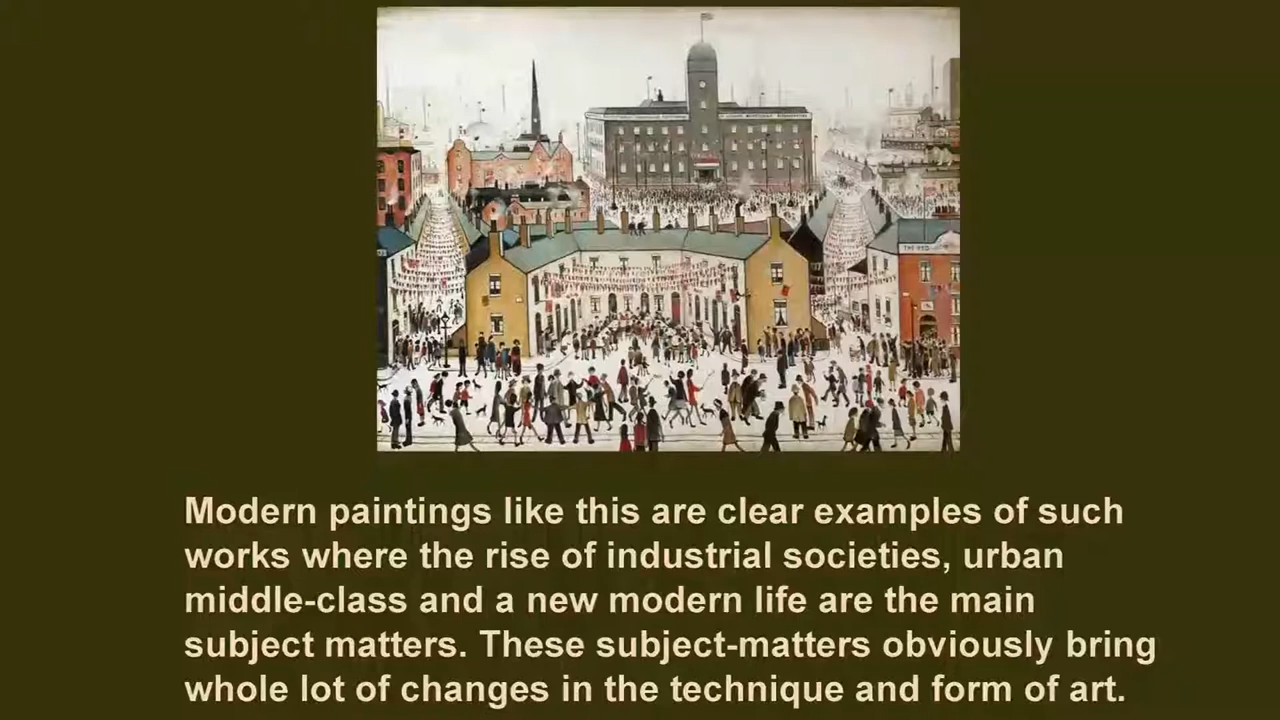 THE RED
Modern paintings like this are clear examples of such
works where the rise of industrial societies, urban
middle-class and a new modern life are the main
subject matters. These subject-matters obviously bring
whole lot of changes in the technique and form of art.